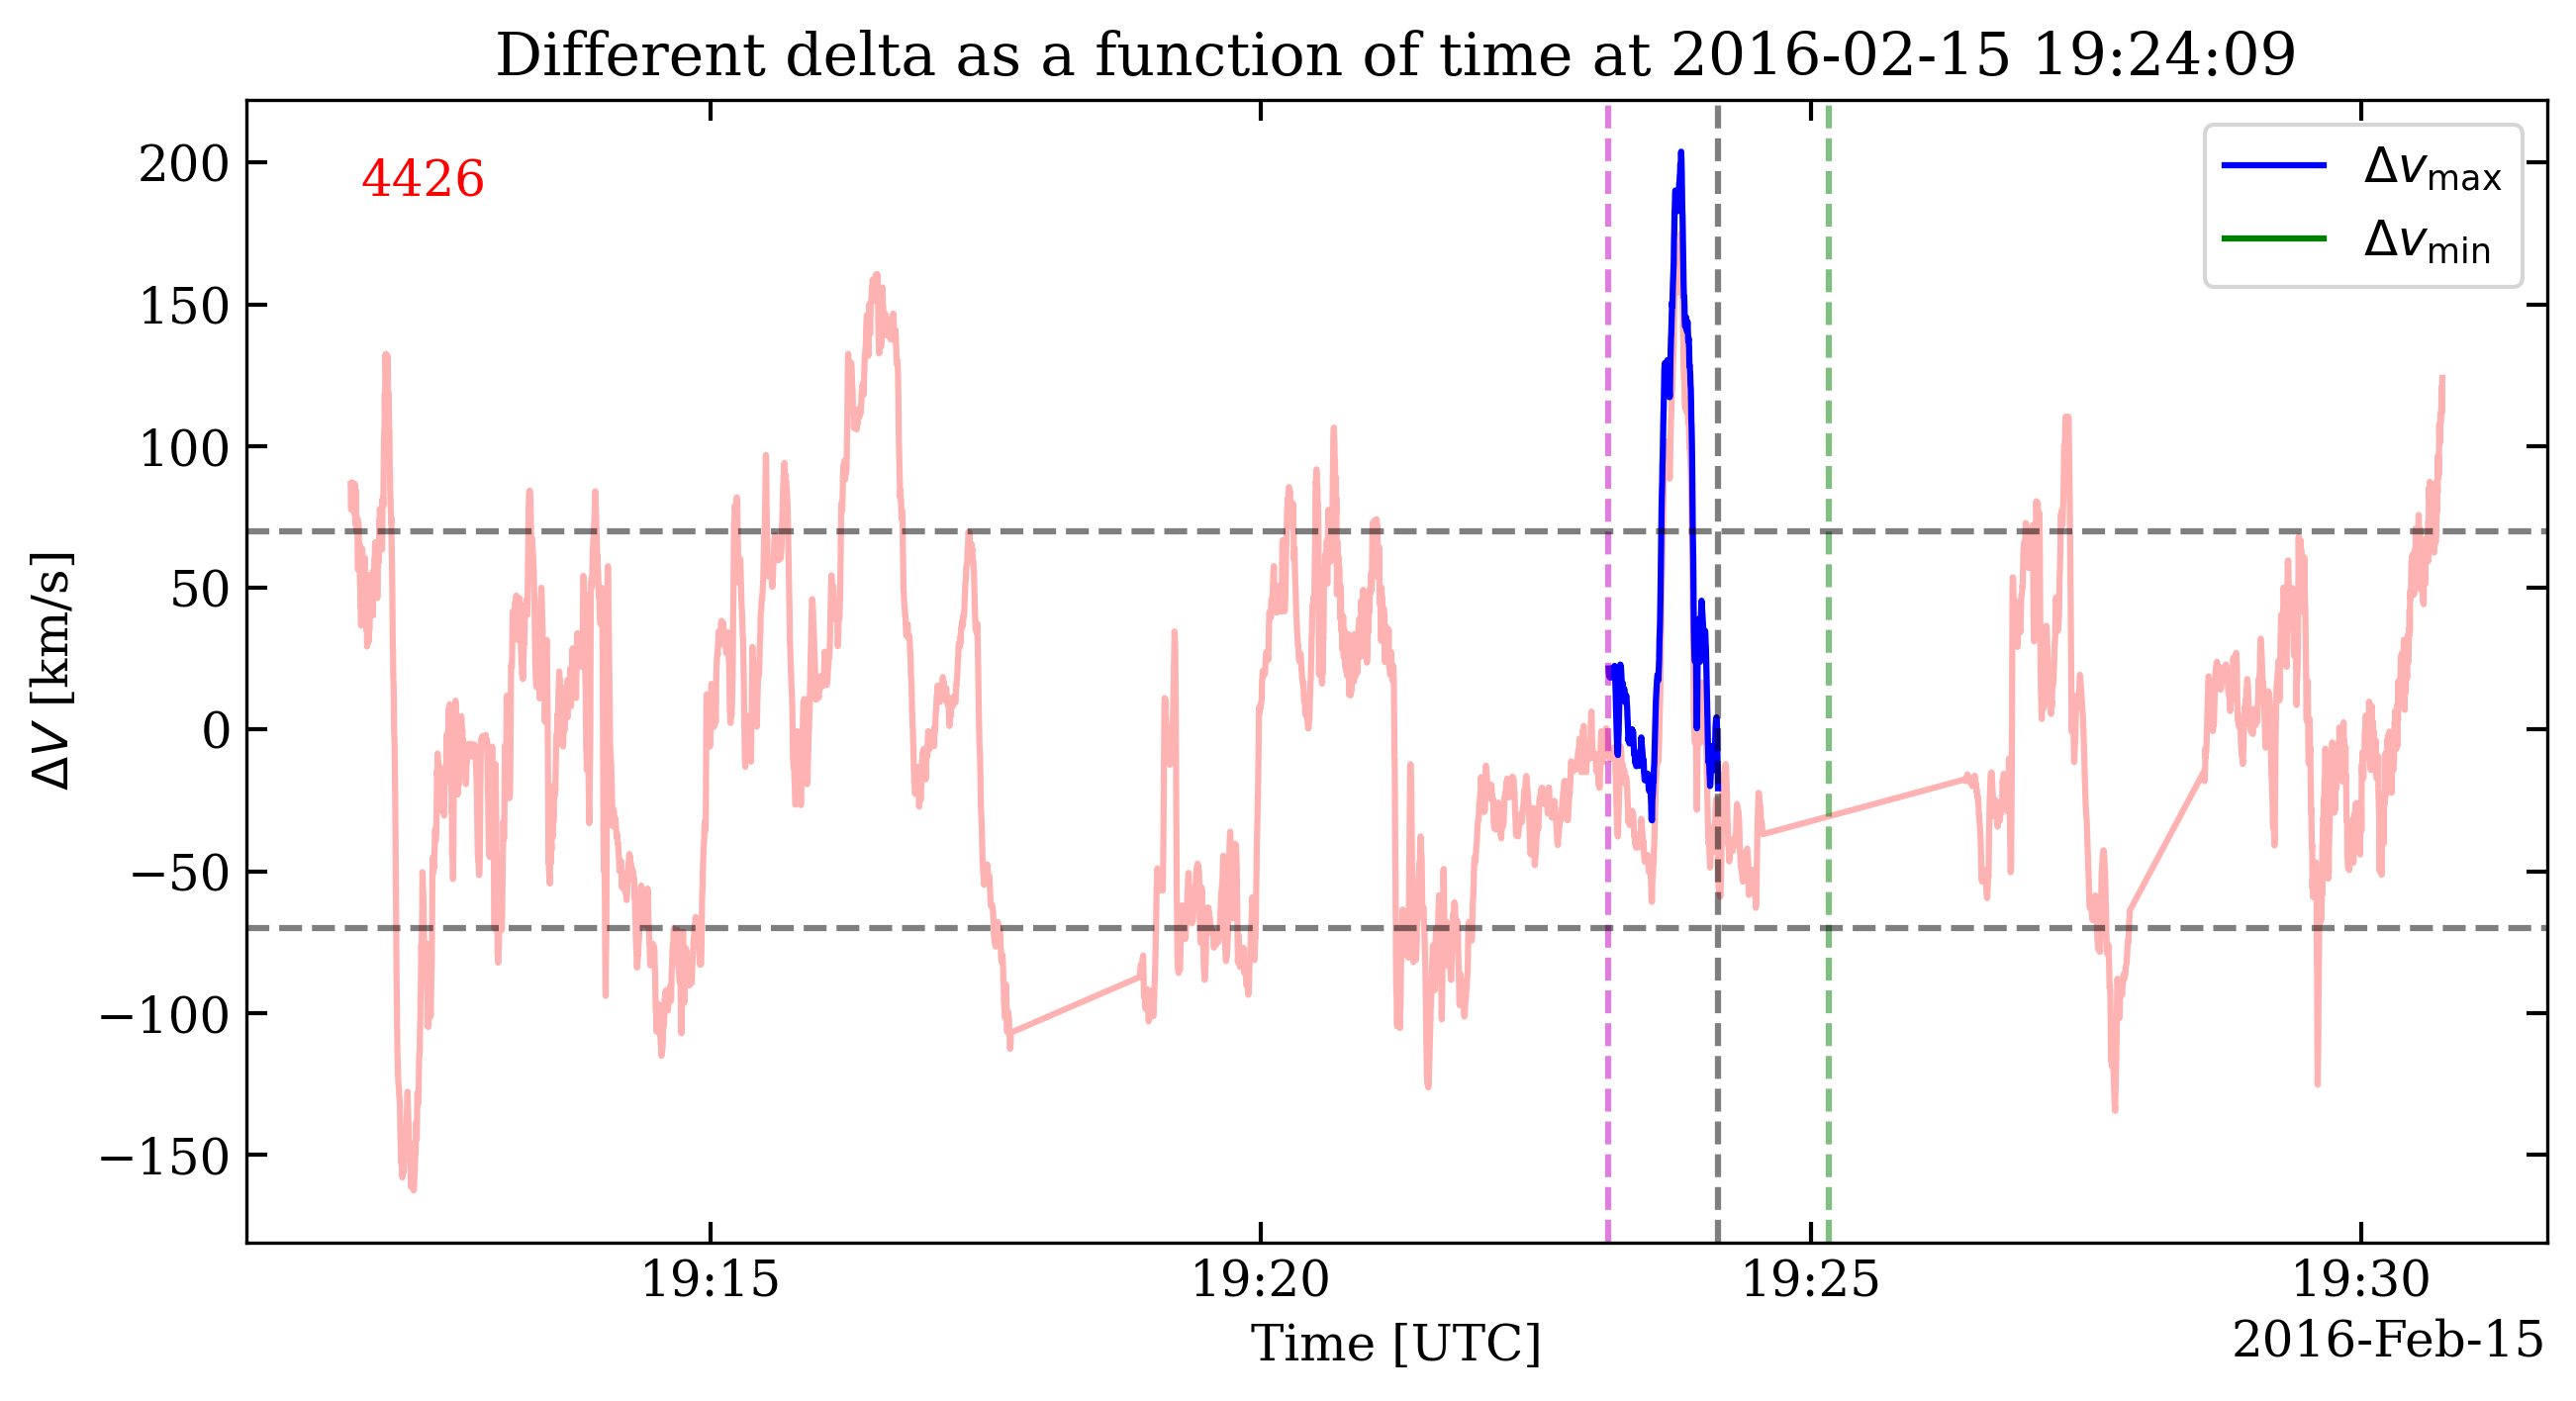 Different delta as a function of time at 2016-02-15 19:24:09
4426
Δv_max
Δv_min
ΔV [km/s]
200
150
100
50
0
−50
−100
−150
19:15 19:20 19:25 19:30
Time [UTC]
2016-Feb-15